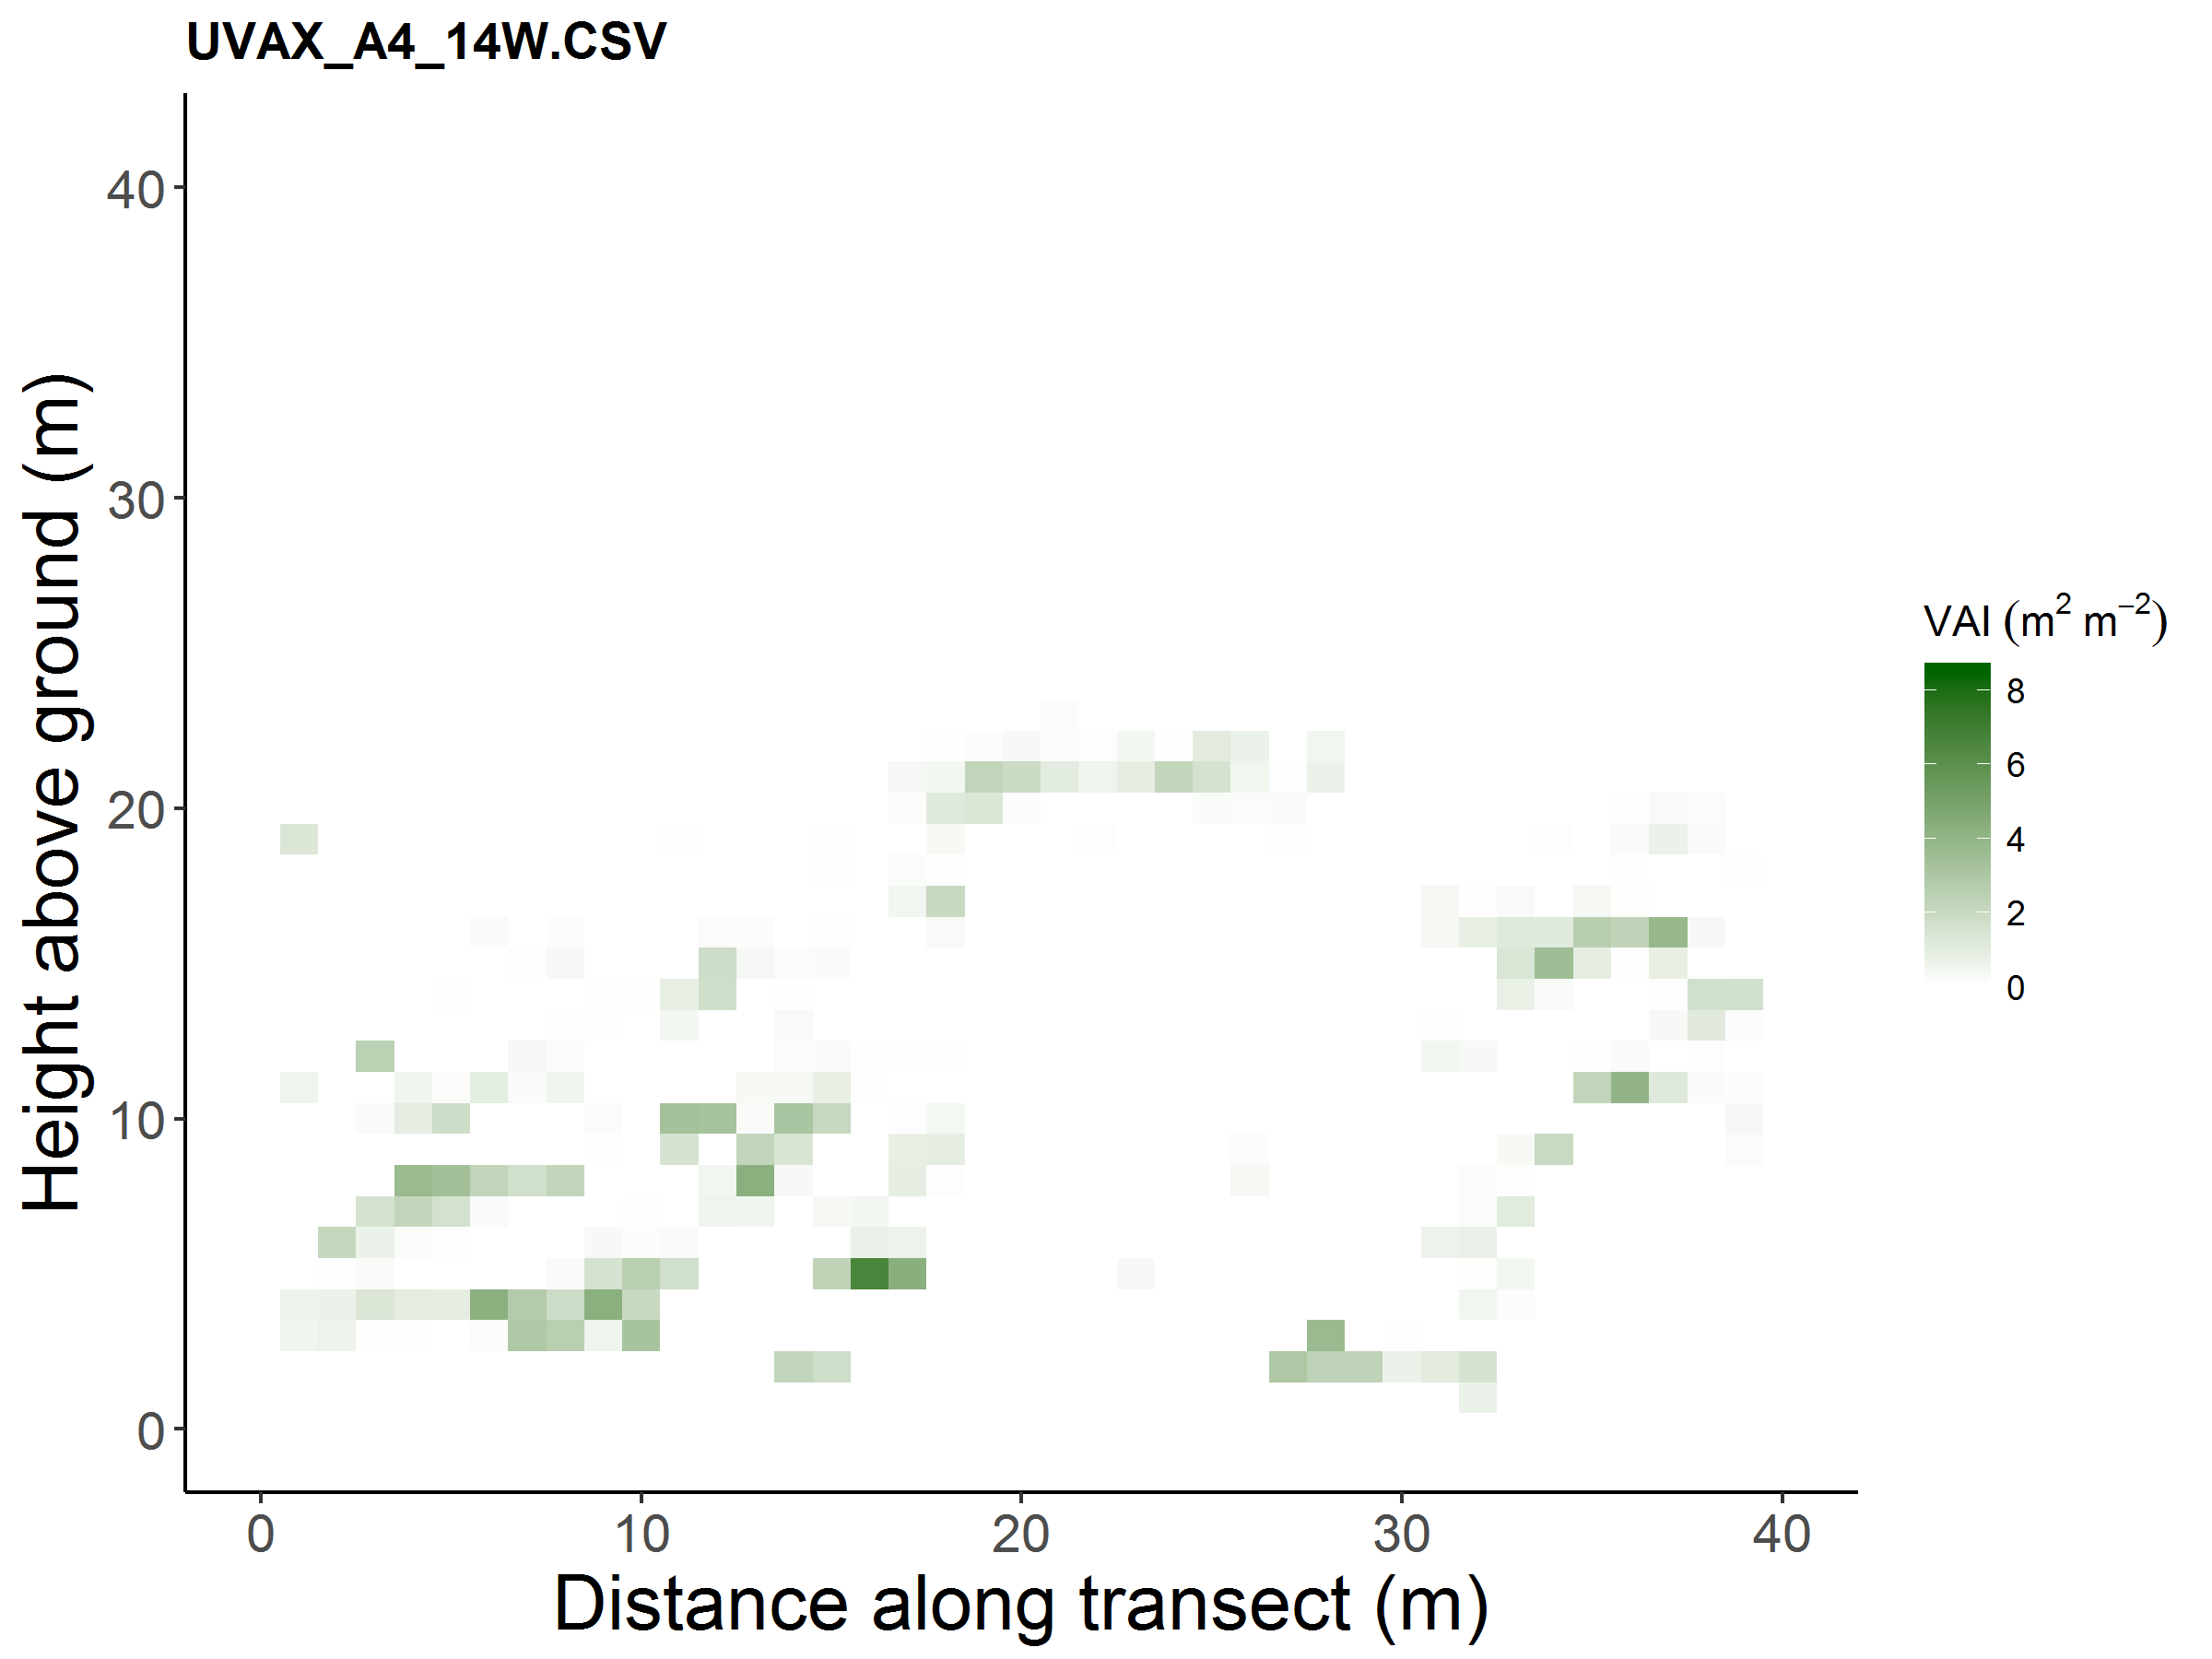 UVAX_A4_14W.CSV
Height above ground (m)
40
30
20
10
0
0 10 20 30 40
Distance along transect (m)
VAI (m² m⁻²)
8
6
4
2
0